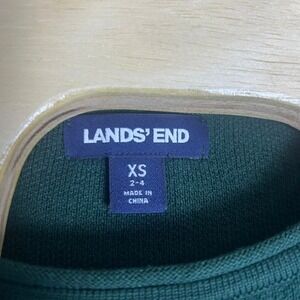 LANDS' END
XS
2-4
MADE IN
CHINA